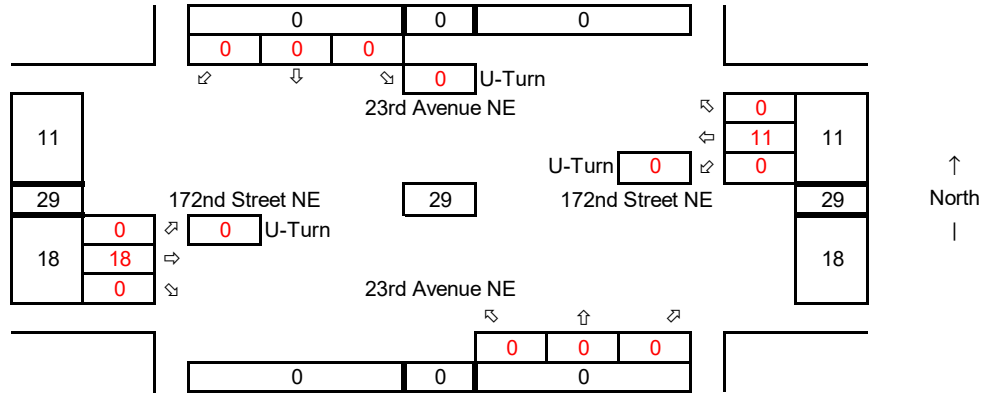 0 0 0
0 0 0
⬃ ⇩ ⬂ 0 U-Turn
23rd Avenue NE
⬁ 0
11 ⇦ 11 11
U-Turn 0 ⬃ 0 ↑
29 172nd Street NE 29 172nd Street NE 29 North
0 ⬀ 0 U-Turn |
18 18 ⇨ 18
0 ⬂ 23rd Avenue NE
⬁ ⇧ ⬀
0 0 0
0 0 0